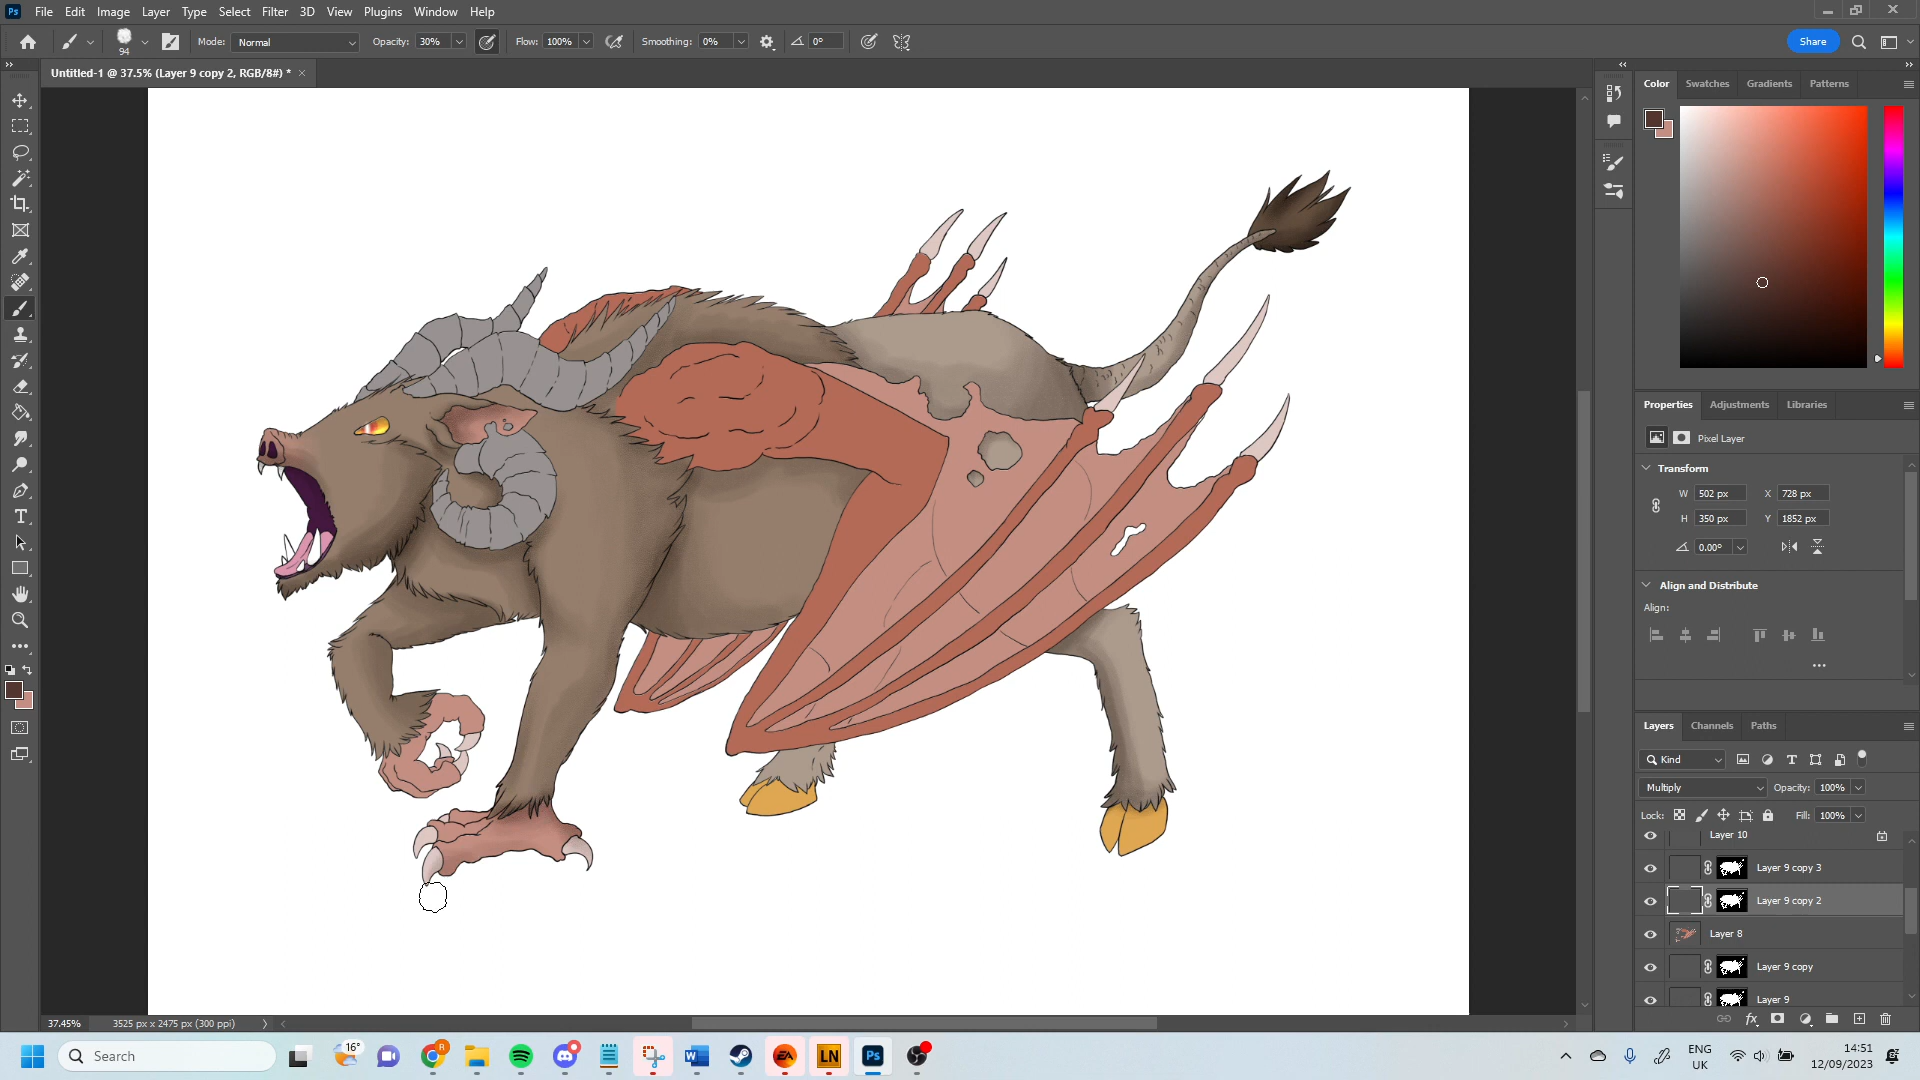 Ps File Edit Image Layer Type Select Filter 3D View Plugins Window Help
94 Mode: Normal Opacity: 30% Flow: 100% Smoothing: 0% 0° Share
Untitled-1 @ 37.5% (Layer 9 copy 2, RGB/8#) *
Color Swatches Gradients Patterns
Properties Adjustments Libraries
Pixel Layer
Transform
W 502 px X 728 px
H 350 px Y 1852 px
0.00°
Align and Distribute
Align:
Layers Channels Paths
Kind
Multiply Opacity: 100%
Lock: Fill: 100%
Layer 10
Layer 9 copy 3
Layer 9 copy 2
Layer 8
Layer 9 copy
Layer 9
37.45% 3525 px x 2475 px (300 ppi)
Search 16° R W EA LN Ps ENG
UK
14:51
12/09/2023